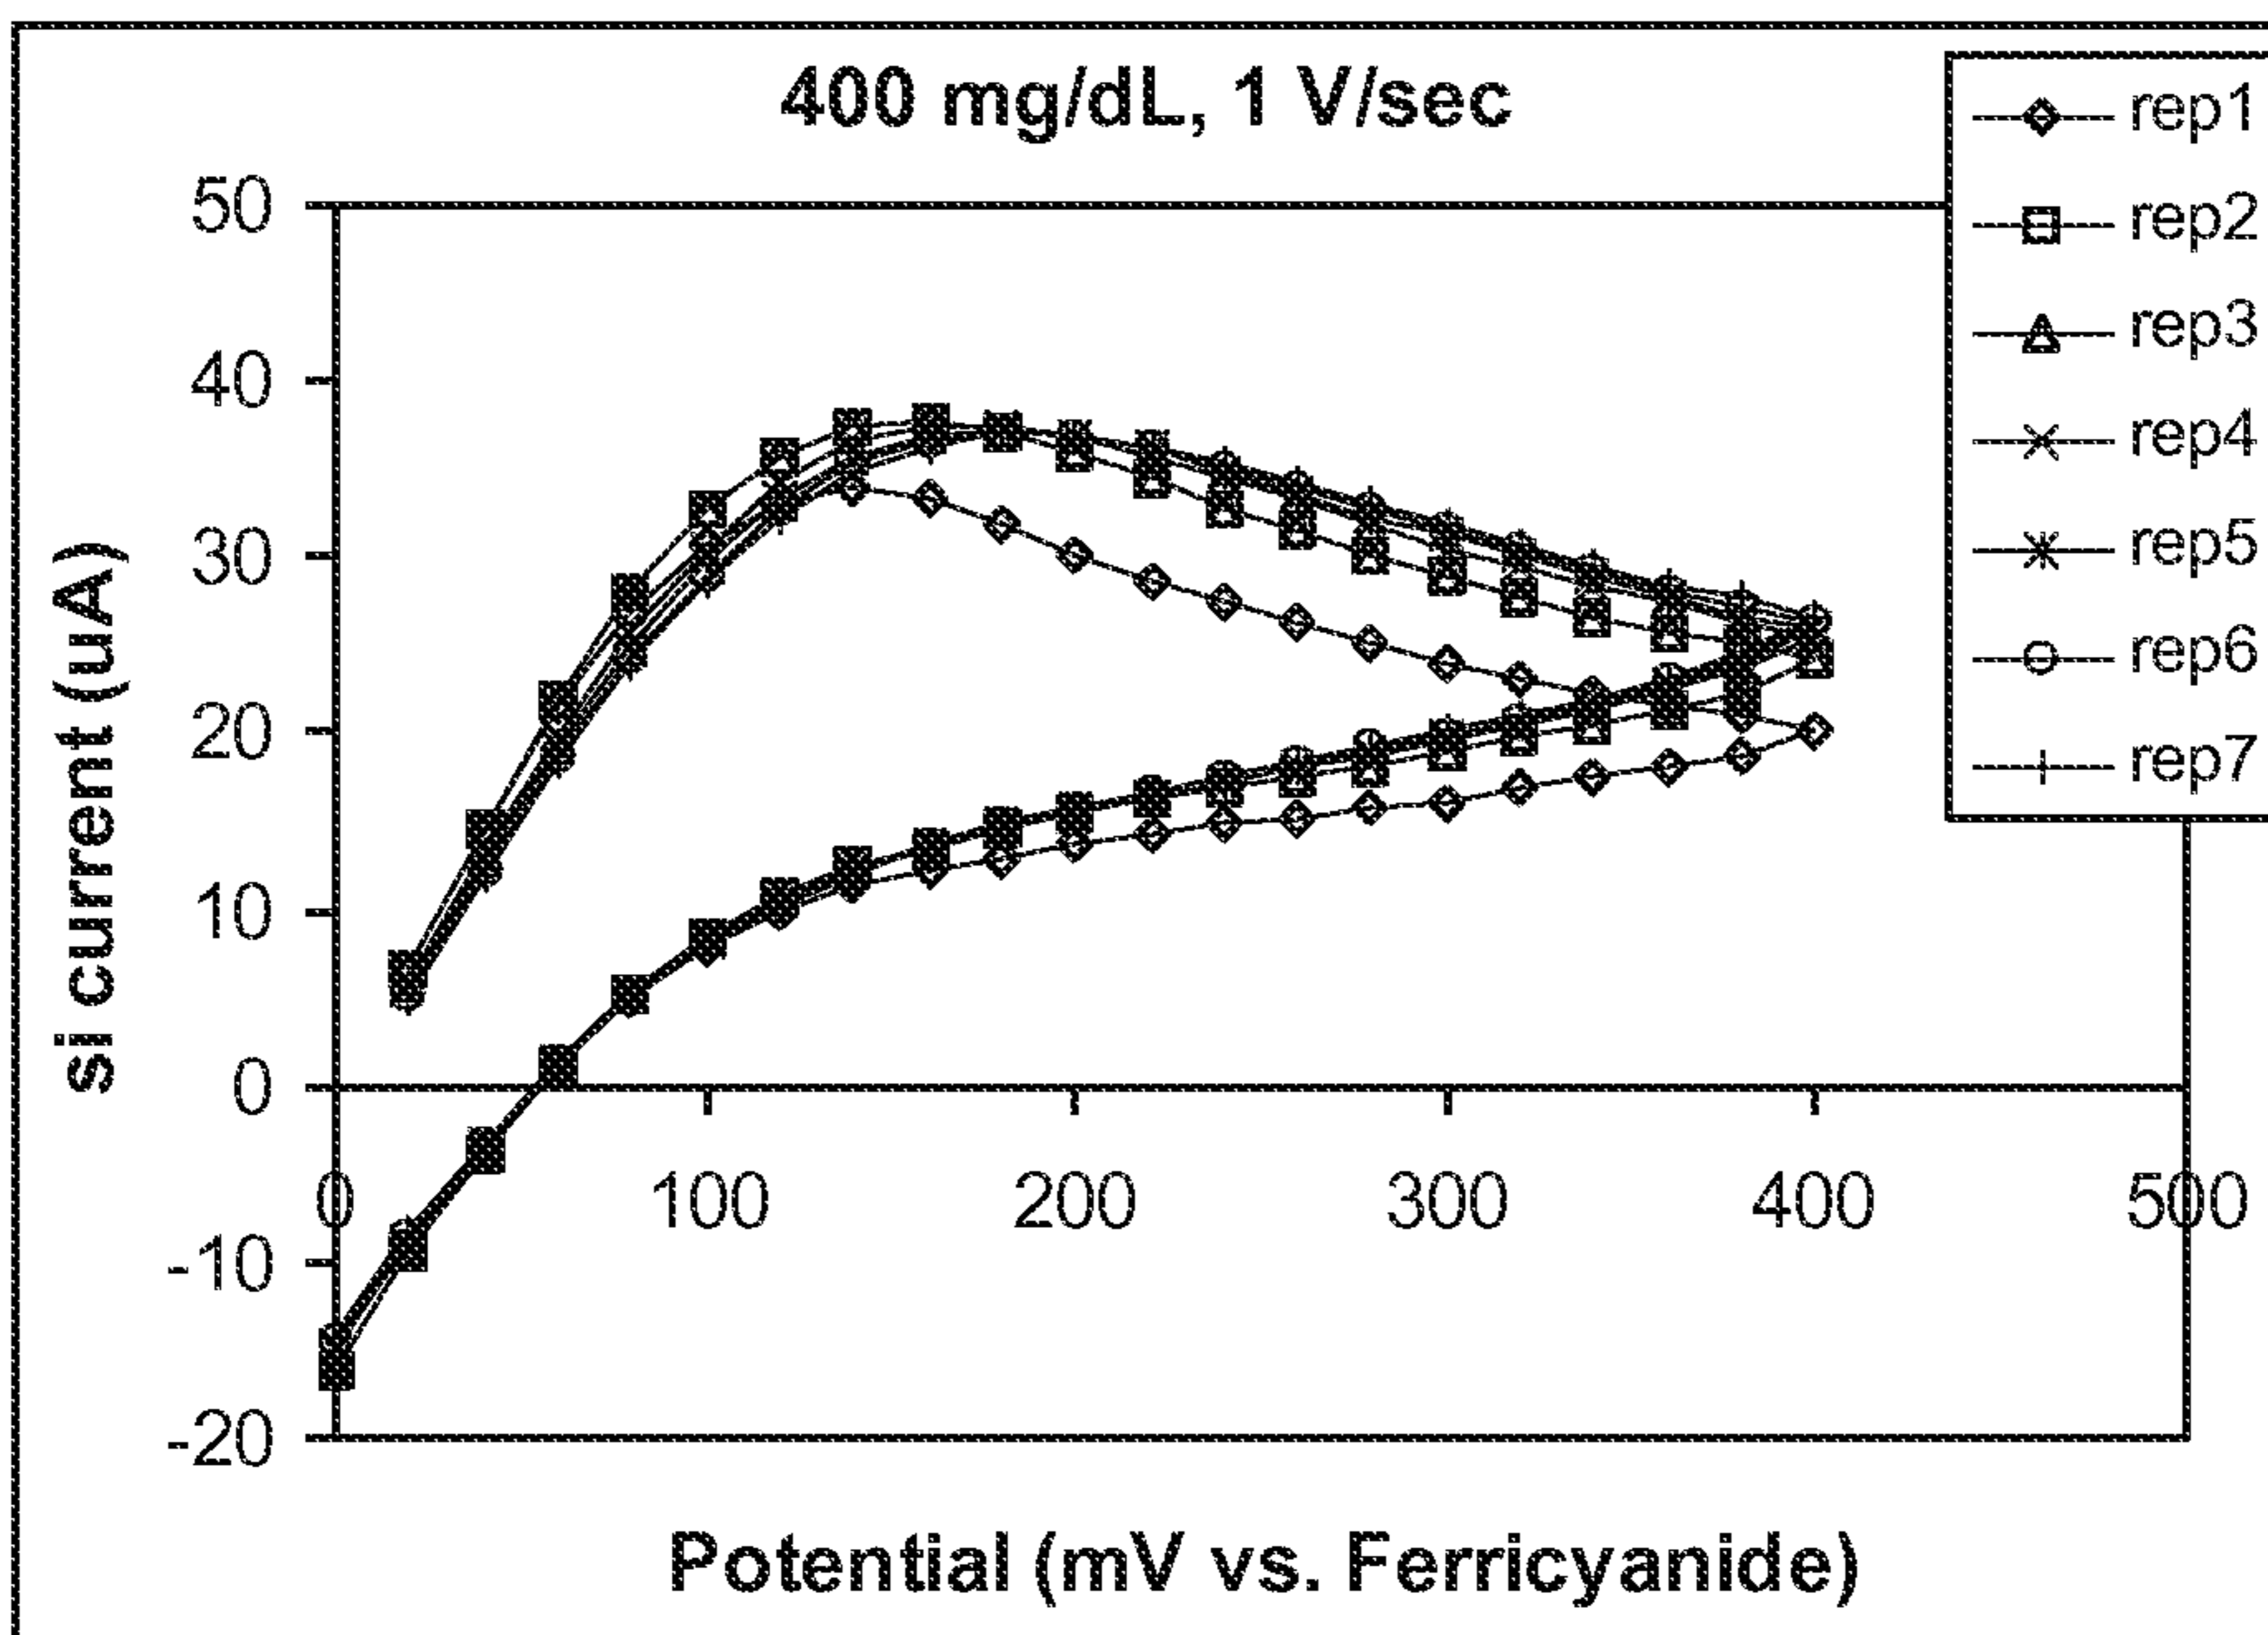 400 mg/dL, 1 V/sec
rep1
rep2
rep3
rep4
rep5
rep6
rep7
si current (uA)
50
40
30
20
10
0
-10
-20
0 100 200 300 400 500
Potential (mV vs. Ferricyanide)